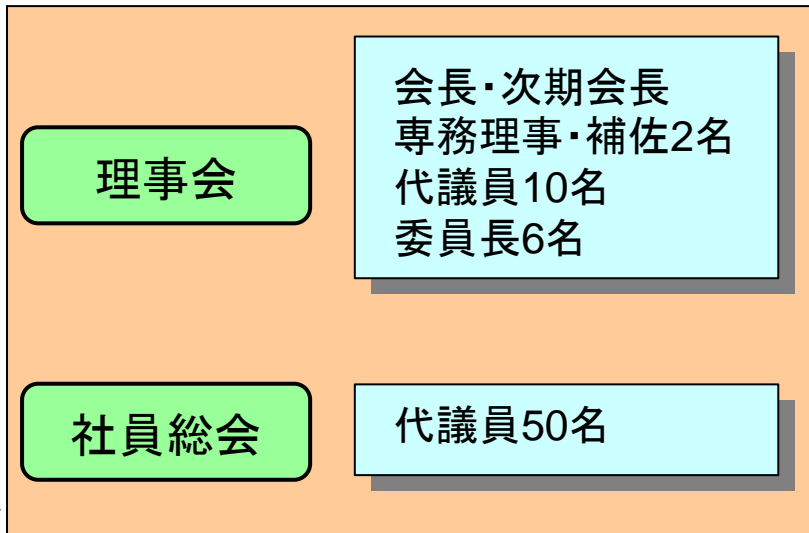 理事会
会長・次期会長
専務理事・補佐2名
代議員10名
委員長6名
社員総会
代議員50名